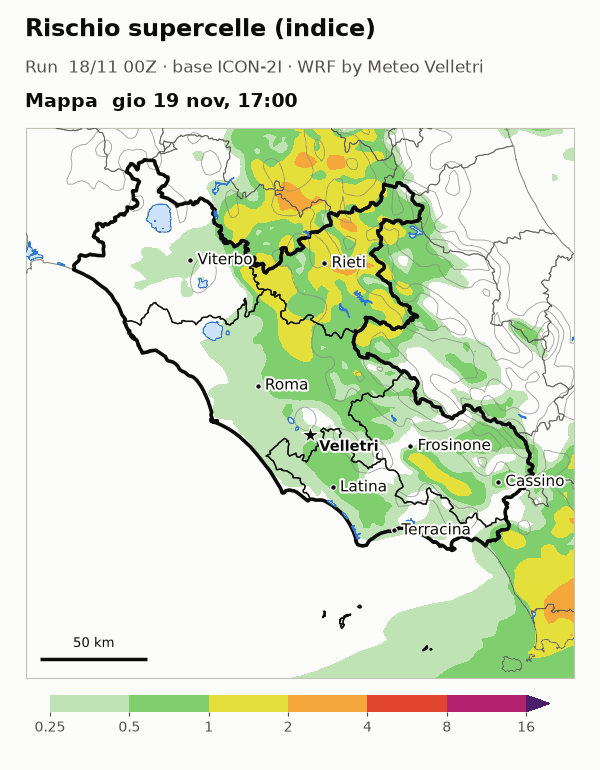 Rischio supercelle (indice)
Run  18/11 00Z · base ICON-2I · WRF by Meteo Velletri
Mappa  gio 19 nov, 17:00
Viterbo
Rieti
Roma
Velletri
Frosinone
Latina
Cassino
Terracina
50 km
0.25 0.5 1 2 4 8 16